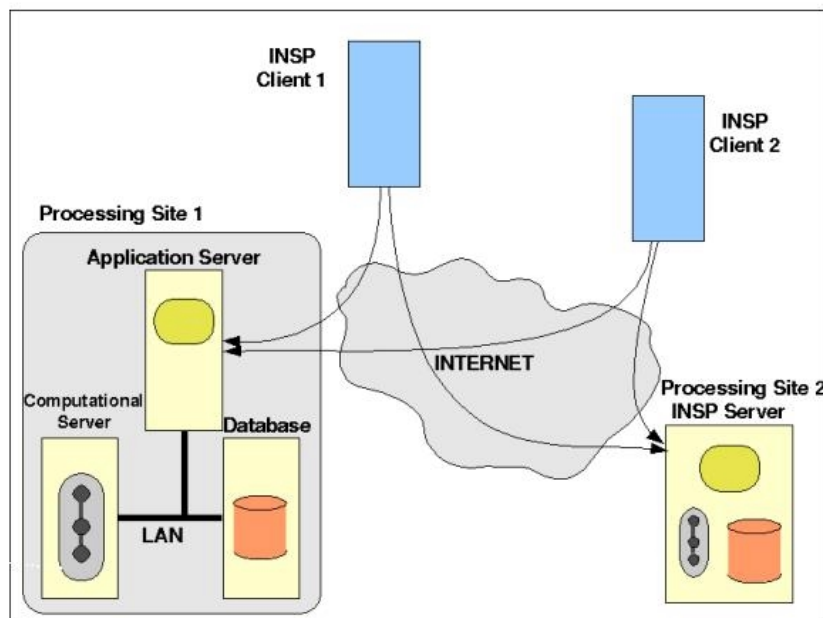 INSP
Client 1
INSP
Client 2
Processing Site 1
Application Server
INTERNET
Processing Site 2
INSP Server
Computational
Server
Database
LAN